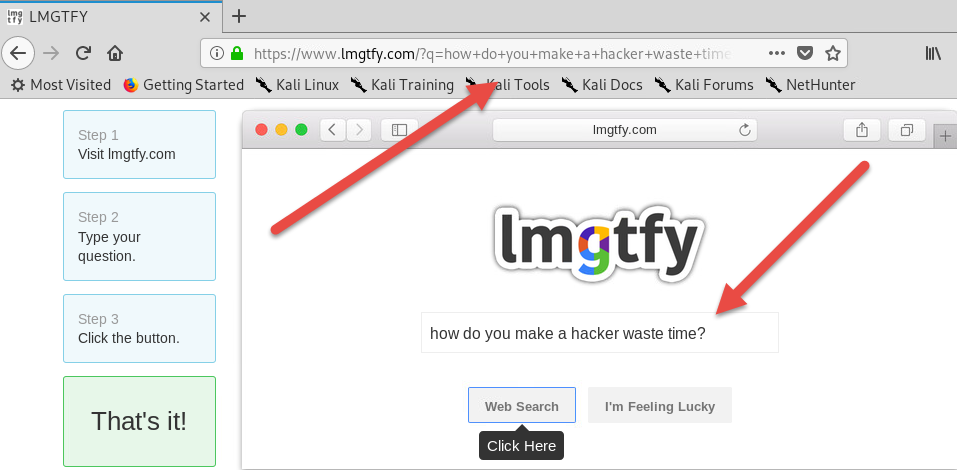 lmgtfy LMGTFY
https://www.lmgtfy.com/?q=how+do+you+make+a+hacker+waste+time
Most Visited Getting Started Kali Linux Kali Training Kali Tools Kali Docs Kali Forums NetHunter
Step 1
Visit lmgtfy.com
Step 2
Type your
question.
Step 3
Click the button.
That's it!
lmgtfy.com
lmgtfy
how do you make a hacker waste time?
Web Search I'm Feeling Lucky
Click Here